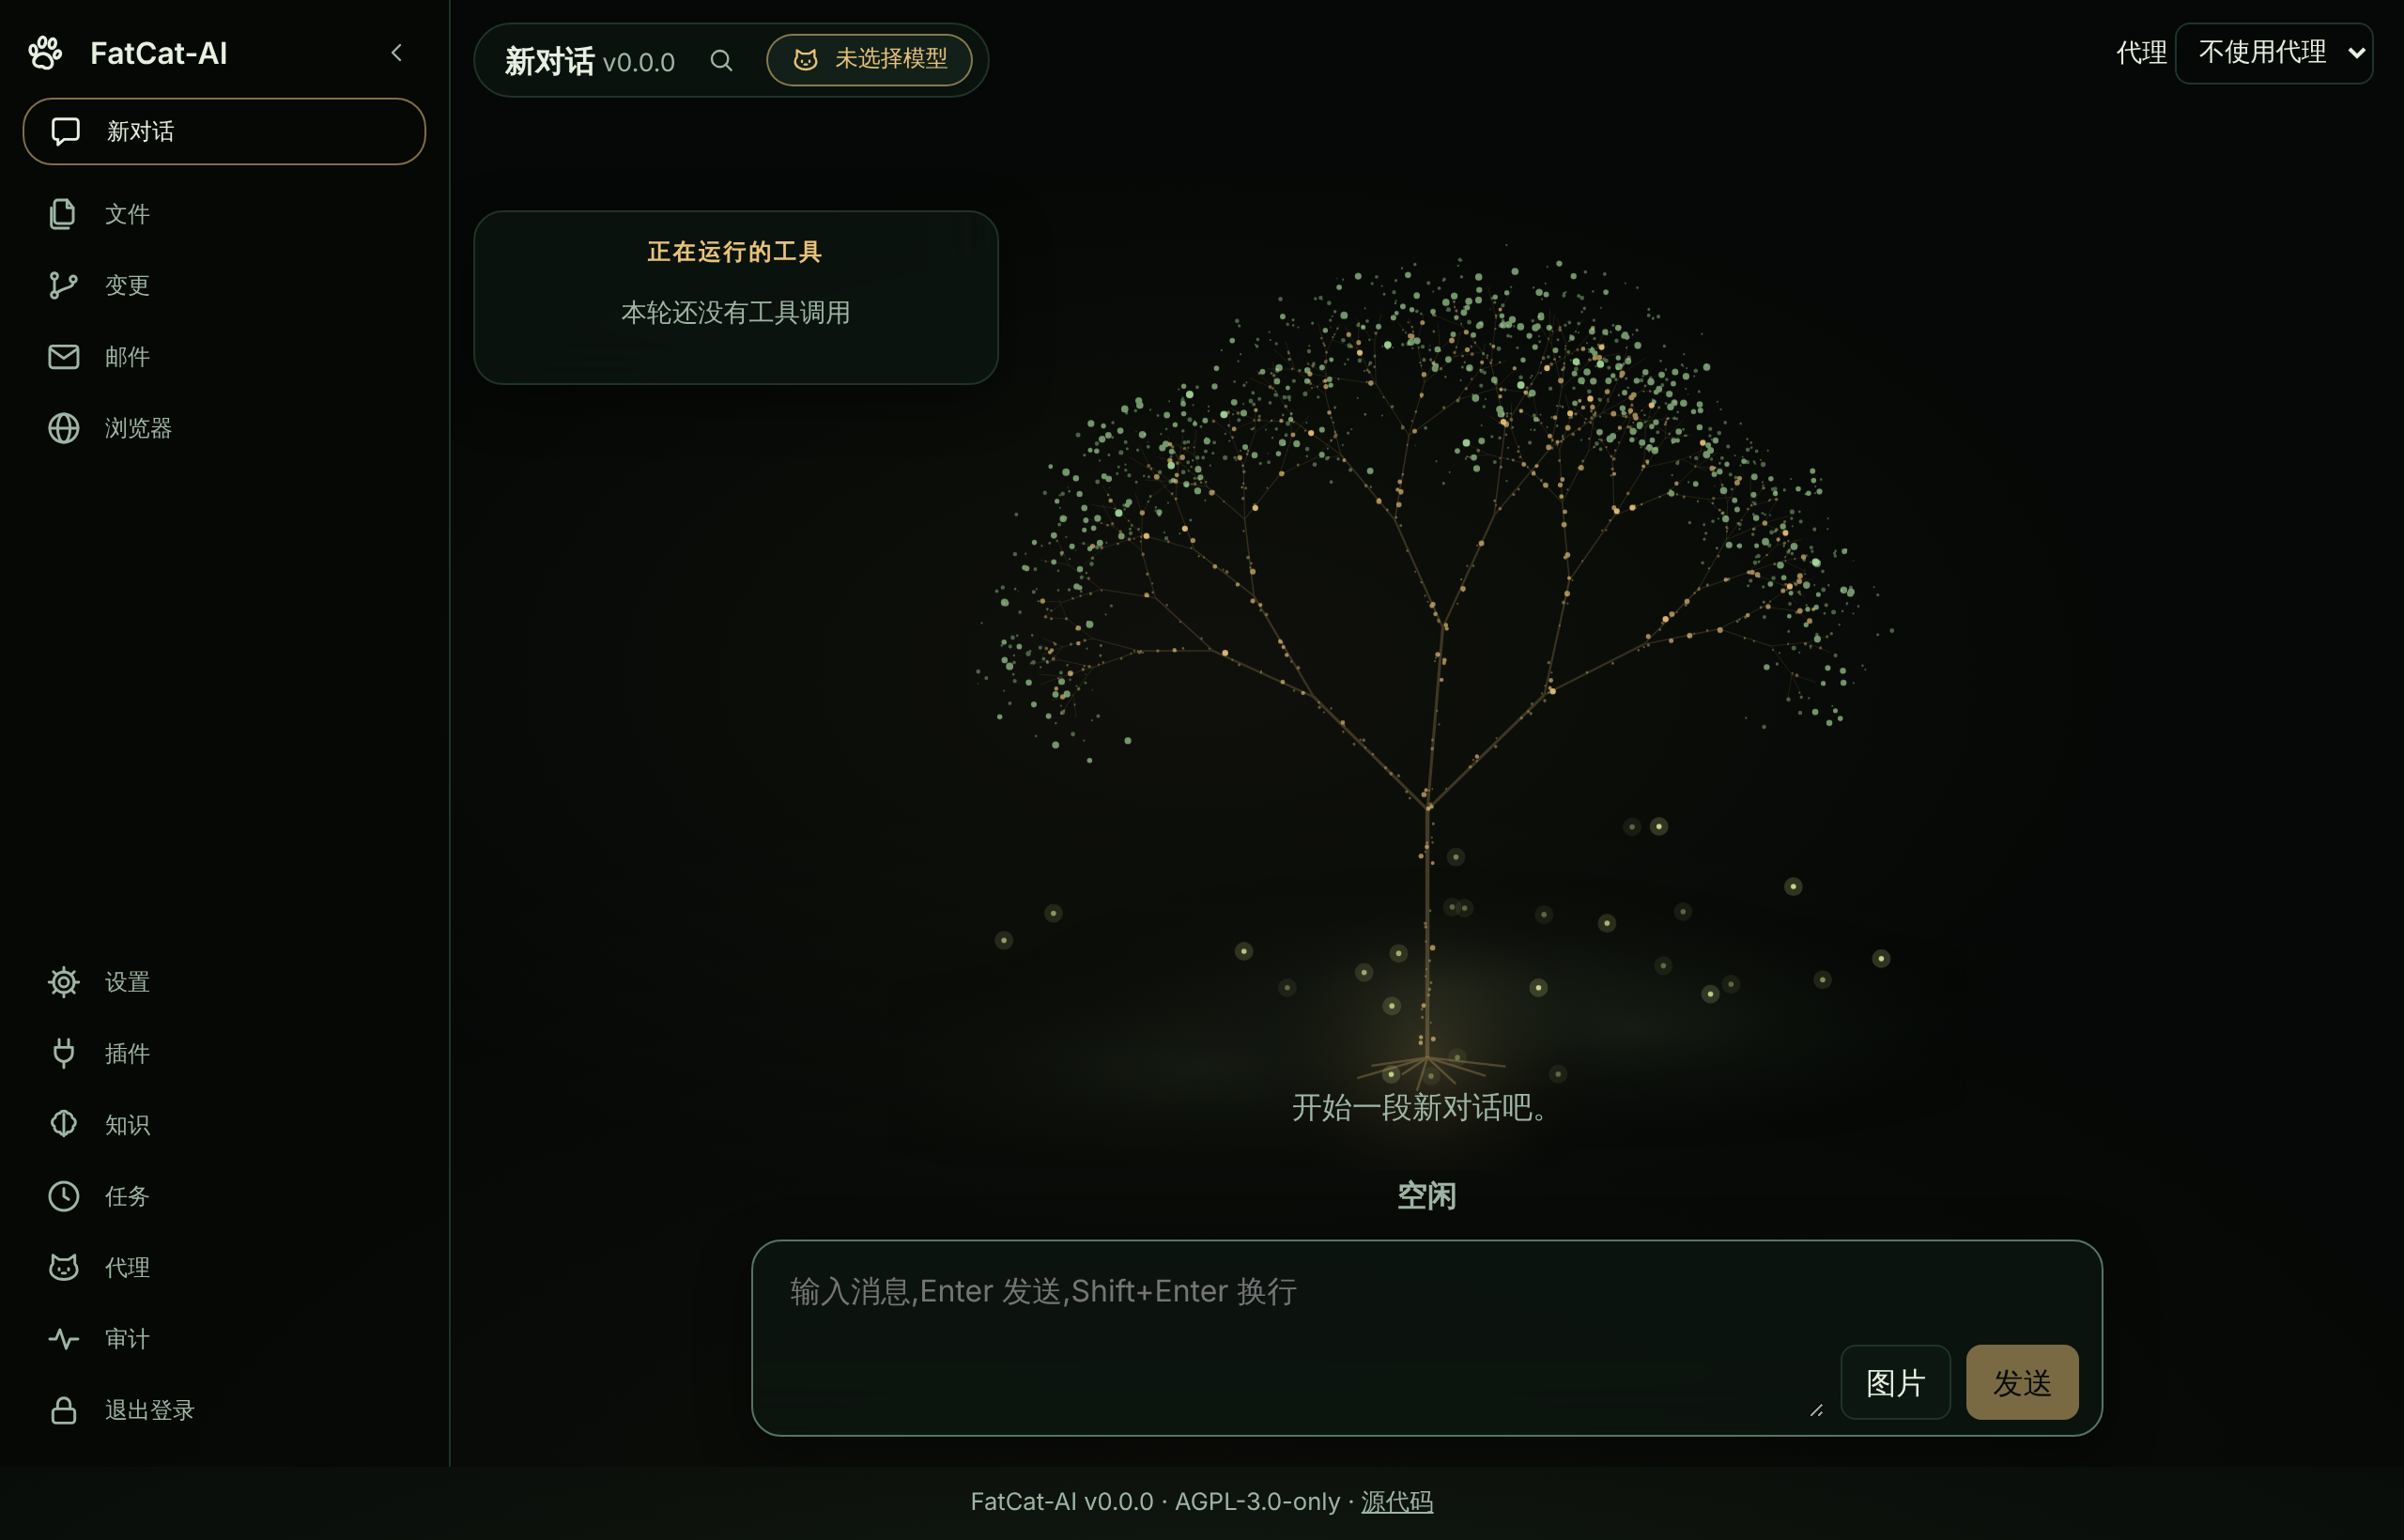 FatCat-AI
新对话
文件
变更
邮件
浏览器
设置
插件
知识
任务
代理
审计
退出登录
新对话 v0.0.0
未选择模型
代理 不使用代理
正在运行的工具
本轮还没有工具调用
开始一段新对话吧。
空闲
输入消息,Enter 发送,Shift+Enter 换行
图片
发送
FatCat-AI v0.0.0 · AGPL-3.0-only · 源代码